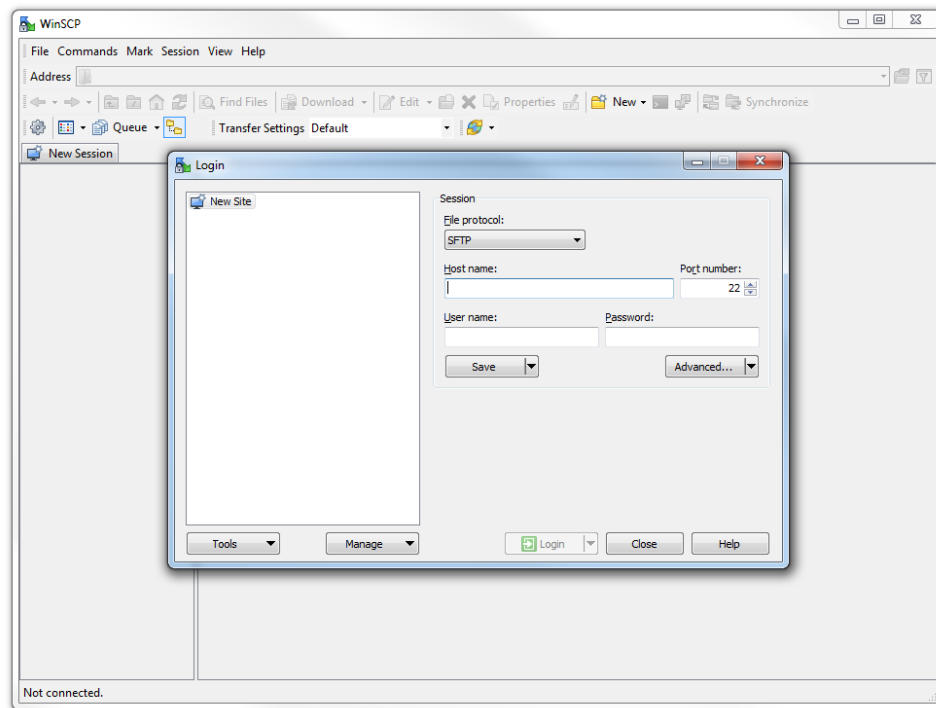 WinSCP
File Commands Mark Session View Help
Address
Find Files Download Edit Properties New Synchronize
Queue Transfer Settings Default
New Session
Login
New Site
Session
File protocol:
SFTP
Host name: Port number:
22
User name: Password:
Save Advanced...
Tools Manage Login Close Help
Not connected.